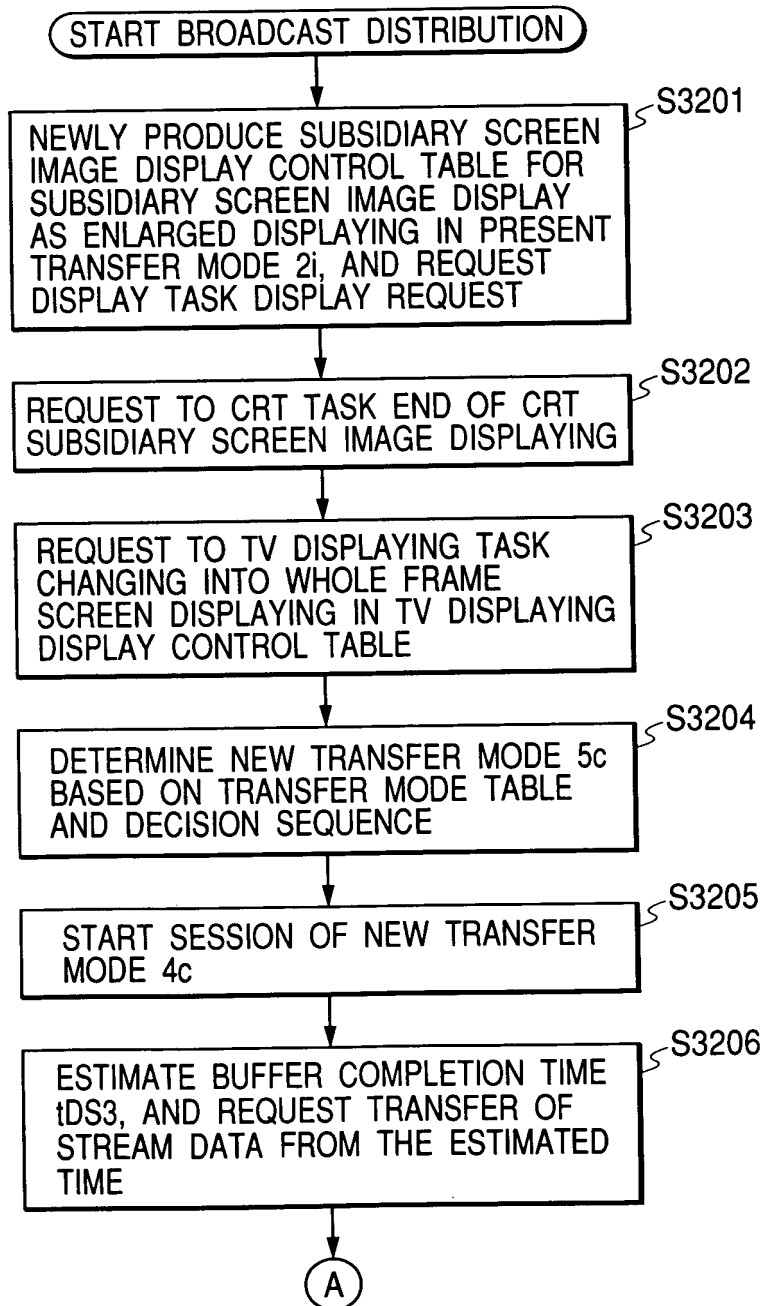 START BROADCAST DISTRIBUTION
S3201
NEWLY PRODUCE SUBSIDIARY SCREEN
IMAGE DISPLAY CONTROL TABLE FOR
SUBSIDIARY SCREEN IMAGE DISPLAY
AS ENLARGED DISPLAYING IN PRESENT
TRANSFER MODE 2i, AND REQUEST
DISPLAY TASK DISPLAY REQUEST
S3202
REQUEST TO CRT TASK END OF CRT
SUBSIDIARY SCREEN IMAGE DISPLAYING
S3203
REQUEST TO TV DISPLAYING TASK
CHANGING INTO WHOLE FRAME
SCREEN DISPLAYING IN TV DISPLAYING
DISPLAY CONTROL TABLE
S3204
DETERMINE NEW TRANSFER MODE 5c
BASED ON TRANSFER MODE TABLE
AND DECISION SEQUENCE
S3205
START SESSION OF NEW TRANSFER
MODE 4c
S3206
ESTIMATE BUFFER COMPLETION TIME
tDS3, AND REQUEST TRANSFER OF
STREAM DATA FROM THE ESTIMATED
TIME
A